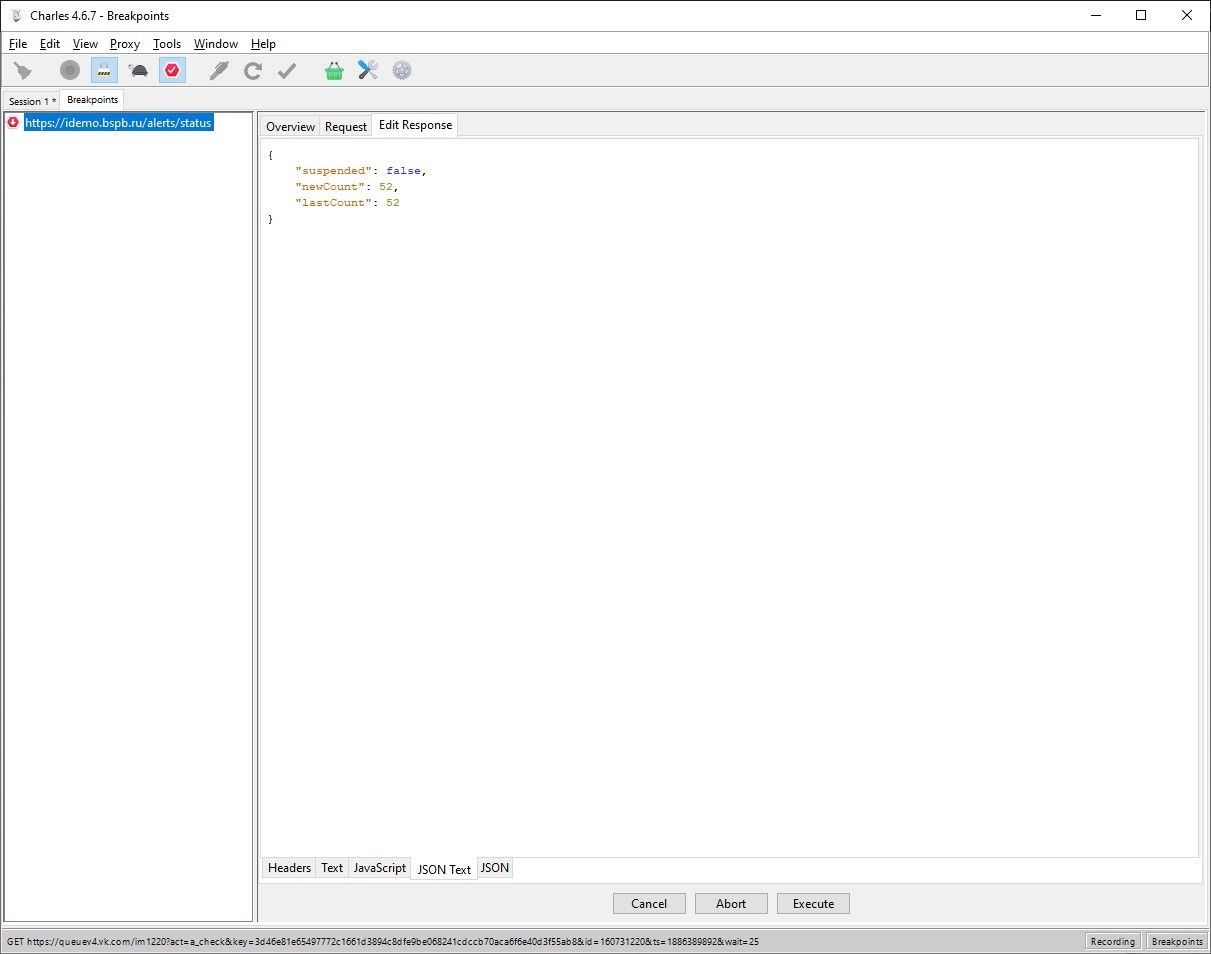 Charles 4.6.7 - Breakpoints
File Edit View Proxy Tools Window Help
Session 1 * Breakpoints
https://idemo.bspb.ru/alerts/status
Overview Request Edit Response
{
"suspended": false,
"newCount": 52,
"lastCount": 52
}
Headers Text JavaScript JSON Text JSON
Cancel Abort Execute
GET https://queuev4.vk.com/im1220?act=a_check&key=3d46e81e65497772c1661d3894c8dfe9be068241cdccb70aca6f6e40d3f55ab8&id=160731220&ts=1886389892&wait=25 Recording Breakpoints